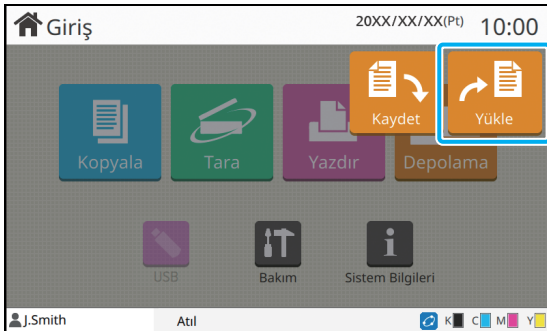 Giriş
20XX/XX/XX(Pt) 10:00
Kaydet Yükle
Kopyala Tara Yazdır Depolama
USB Bakım Sistem Bilgileri
J.Smith Atıl K C M Y